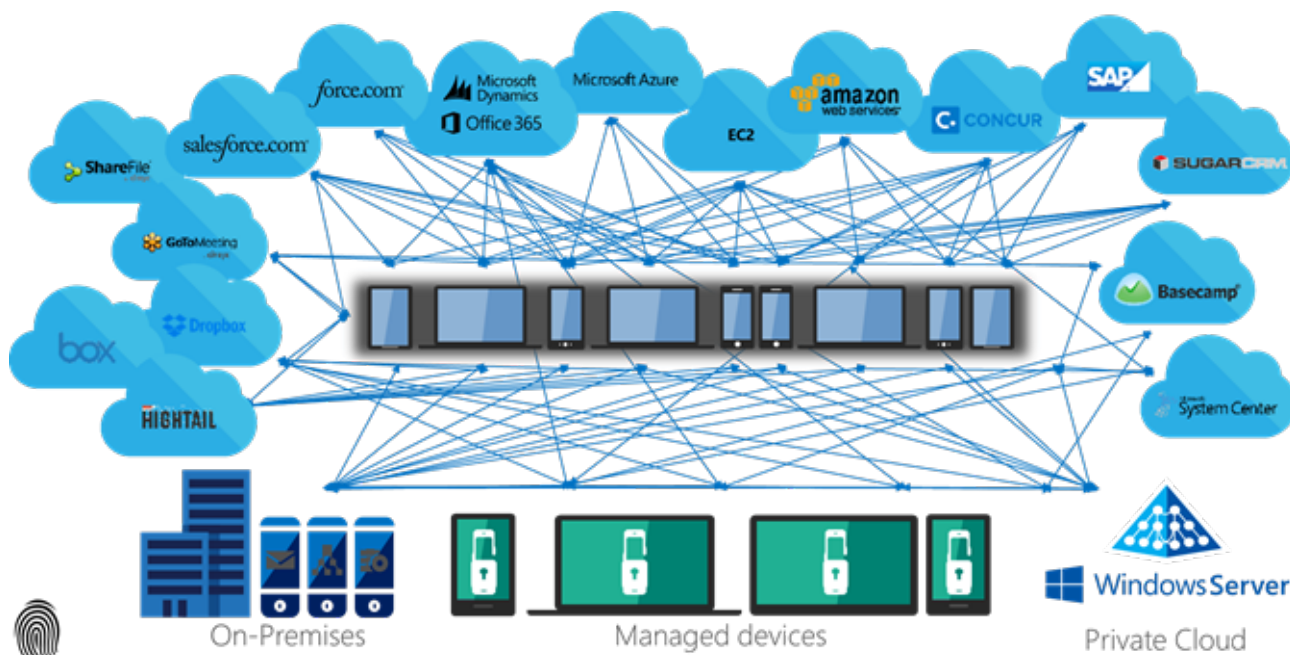 force.com
Microsoft
Dynamics
Office 365
Microsoft Azure
EC2
amazon
web services
CONCUR
SAP
SUGARCRM
salesforce.com
ShareFile
GoToMeeting
Dropbox
box
HIGHTAIL
Basecamp
System Center
On-Premises
Managed devices
Windows Server
Private Cloud